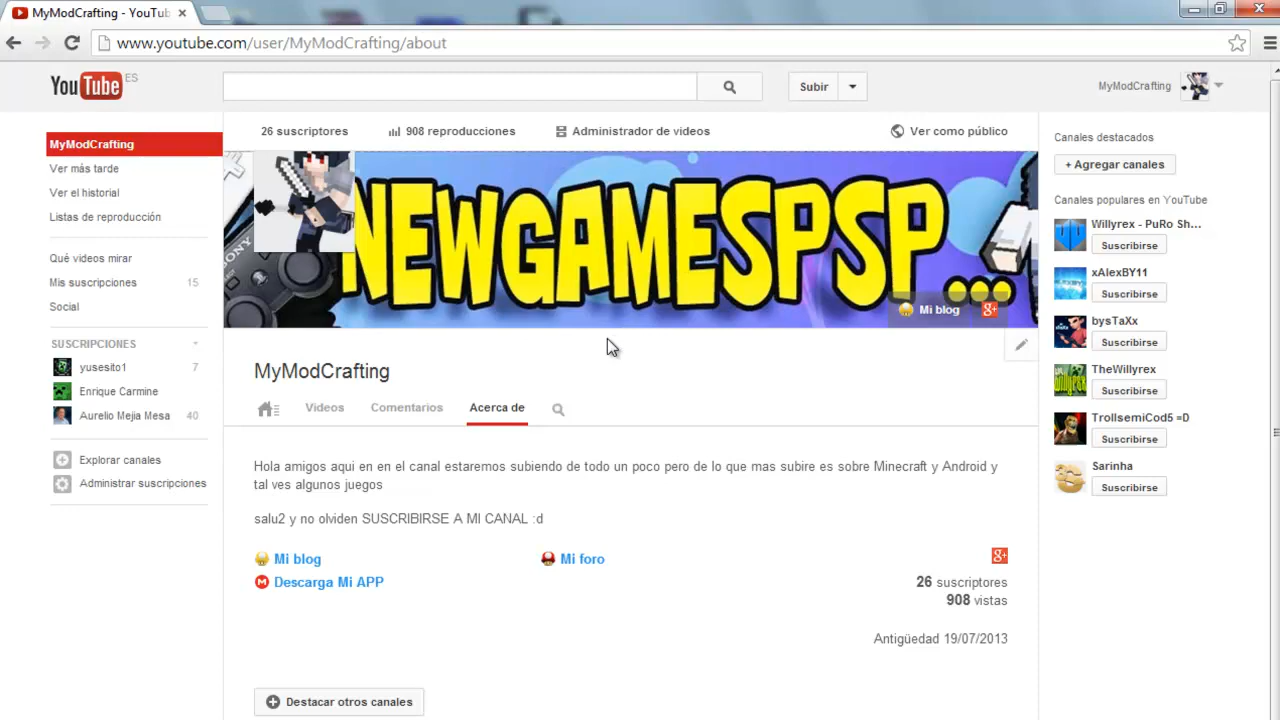 MyModCrafting - YouTub
www.youtube.com/user/MyModCrafting/about
YouTube ES
Subir
MyModCrafting
MyModCrafting
Ver más tarde
Ver el historial
Listas de reproducción
Qué videos mirar
Mis suscripciones 15
Social
SUSCRIPCIONES
yusesito1 7
Enrique Carmine
Aurelio Mejia Mesa 40
Explorar canales
Administrar suscripciones
26 suscriptores 908 reproducciones Administrador de videos Ver como público
SONY
NEWGAMESPSP...
Mi blog g+
MyModCrafting
Videos Comentarios Acerca de
Hola amigos aqui en en el canal estaremos subiendo de todo un poco pero de lo que mas subire es sobre Minecraft y Android y
tal ves algunos juegos
salu2 y no olviden SUSCRIBIRSE A MI CANAL :d
Mi blog Mi foro g+
M Descarga Mi APP
26 suscriptores
908 vistas
Antigüedad 19/07/2013
Destacar otros canales
Canales destacados
+ Agregar canales
Canales populares en YouTube
Willyrex - PuRo Sh...
Suscribirse
xAlexBY11
Suscribirse
bysTaXx
Suscribirse
TheWillyrex
Suscribirse
TrollsemiCod5 =D
Suscribirse
Sarinha
Suscribirse